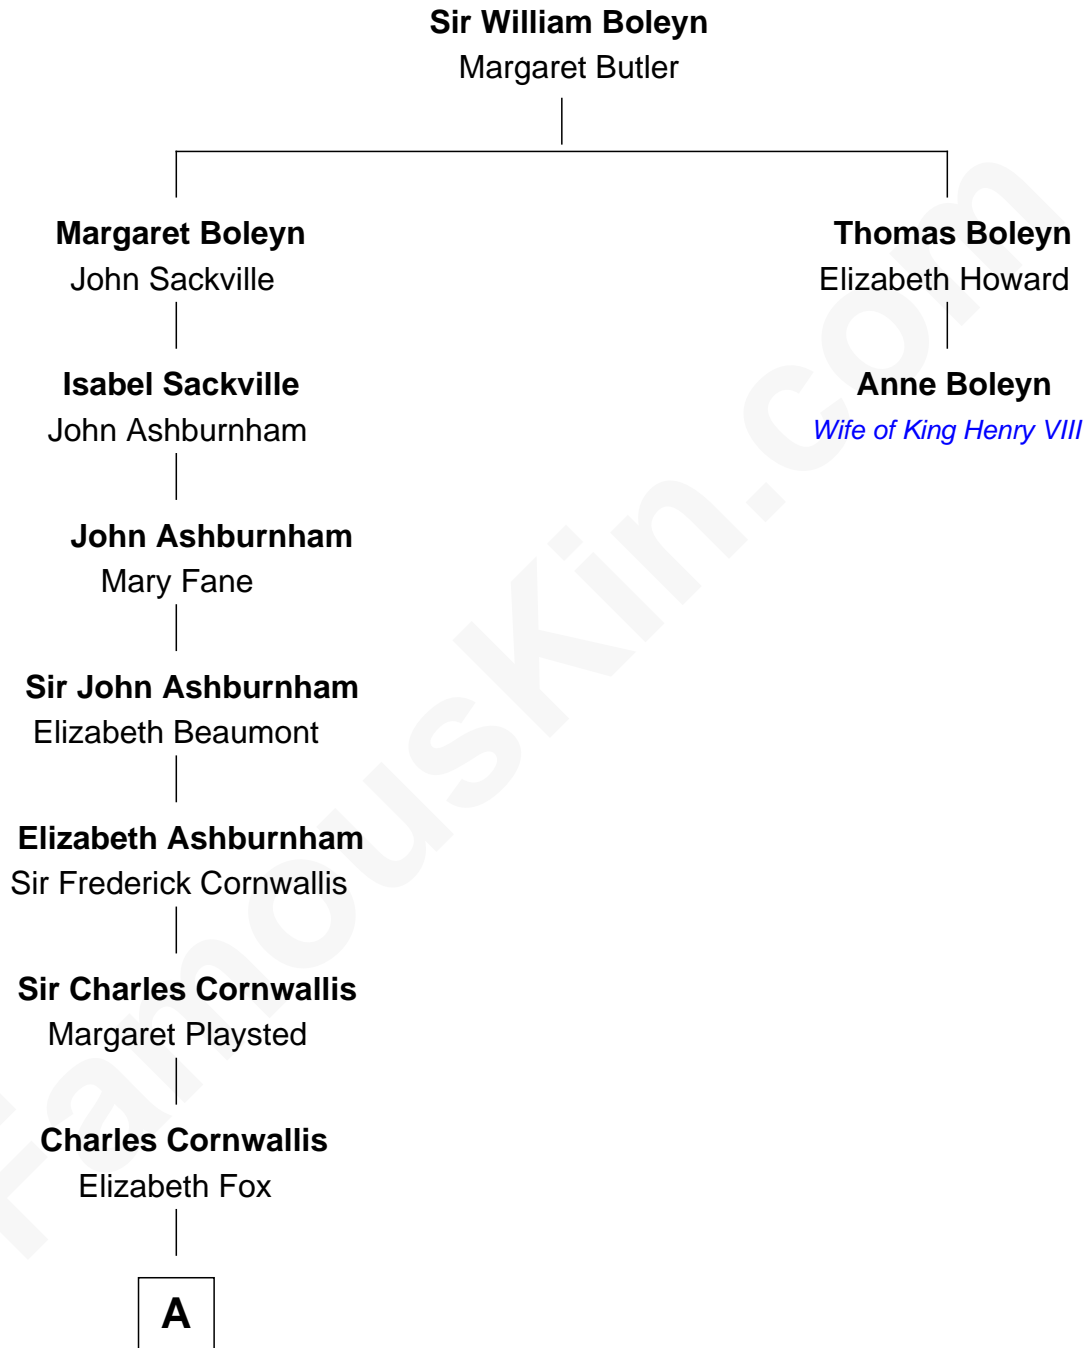 Sir William Boleyn
Margaret Butler
Margaret Boleyn
John Sackville
Thomas Boleyn
Elizabeth Howard
Isabel Sackville
John Ashburnham
Anne Boleyn
Wife of King Henry VIII
John Ashburnham
Mary Fane
Sir John Ashburnham
Elizabeth Beaumont
Elizabeth Ashburnham
Sir Frederick Cornwallis
Sir Charles Cornwallis
Margaret Playsted
Charles Cornwallis
Elizabeth Fox
A
FamousKin.com